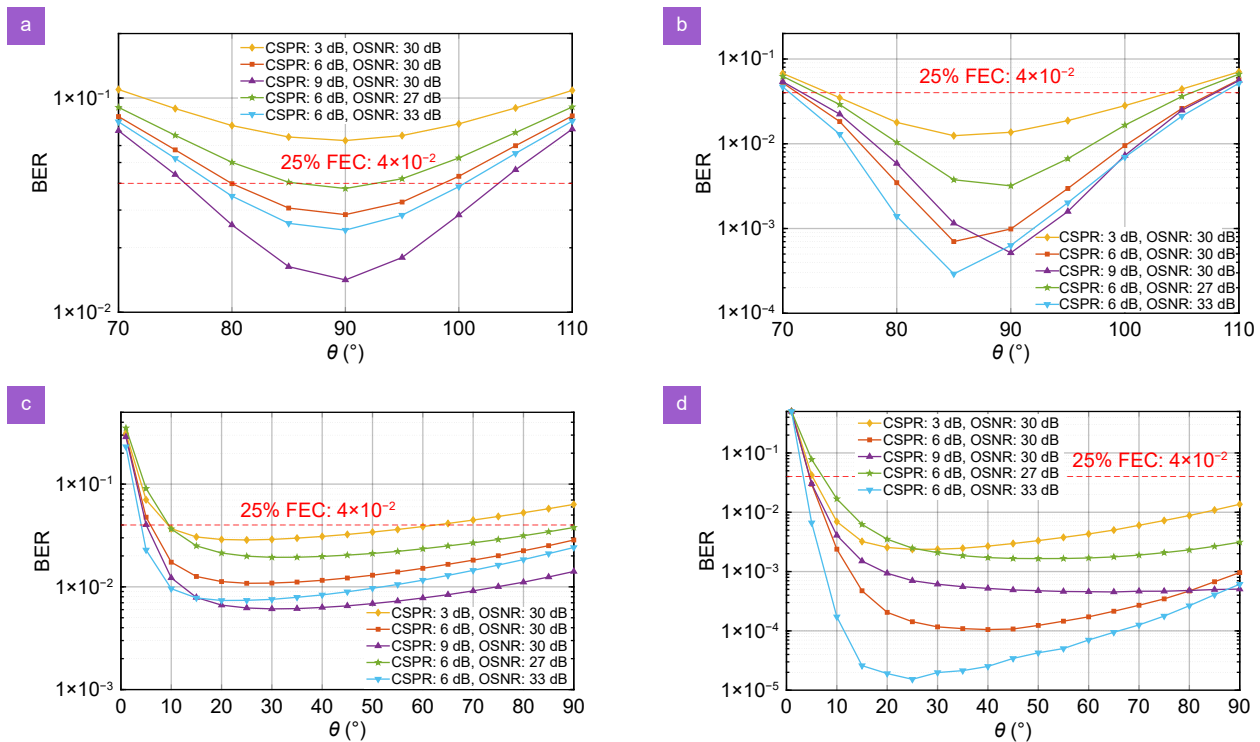 a
CSPR: 3 dB, OSNR: 30 dB
CSPR: 6 dB, OSNR: 30 dB
CSPR: 9 dB, OSNR: 30 dB
CSPR: 6 dB, OSNR: 27 dB
CSPR: 6 dB, OSNR: 33 dB
25% FEC: 4×10⁻²
1×10⁻¹
1×10⁻²
BER
70 80 90 100 110
θ (°)
b
25% FEC: 4×10⁻²
1×10⁻¹
1×10⁻²
1×10⁻³
1×10⁻⁴
BER
CSPR: 3 dB, OSNR: 30 dB
CSPR: 6 dB, OSNR: 30 dB
CSPR: 9 dB, OSNR: 30 dB
CSPR: 6 dB, OSNR: 27 dB
CSPR: 6 dB, OSNR: 33 dB
70 80 90 100 110
θ (°)
c
25% FEC: 4×10⁻²
1×10⁻¹
1×10⁻²
1×10⁻³
BER
CSPR: 3 dB, OSNR: 30 dB
CSPR: 6 dB, OSNR: 30 dB
CSPR: 9 dB, OSNR: 30 dB
CSPR: 6 dB, OSNR: 27 dB
CSPR: 6 dB, OSNR: 33 dB
0 10 20 30 40 50 60 70 80 90
θ (°)
d
CSPR: 3 dB, OSNR: 30 dB
CSPR: 6 dB, OSNR: 30 dB
CSPR: 9 dB, OSNR: 30 dB
CSPR: 6 dB, OSNR: 27 dB
CSPR: 6 dB, OSNR: 33 dB
25% FEC: 4×10⁻²
1×10⁻¹
1×10⁻²
1×10⁻³
1×10⁻⁴
1×10⁻⁵
BER
0 10 20 30 40 50 60 70 80 90
θ (°)